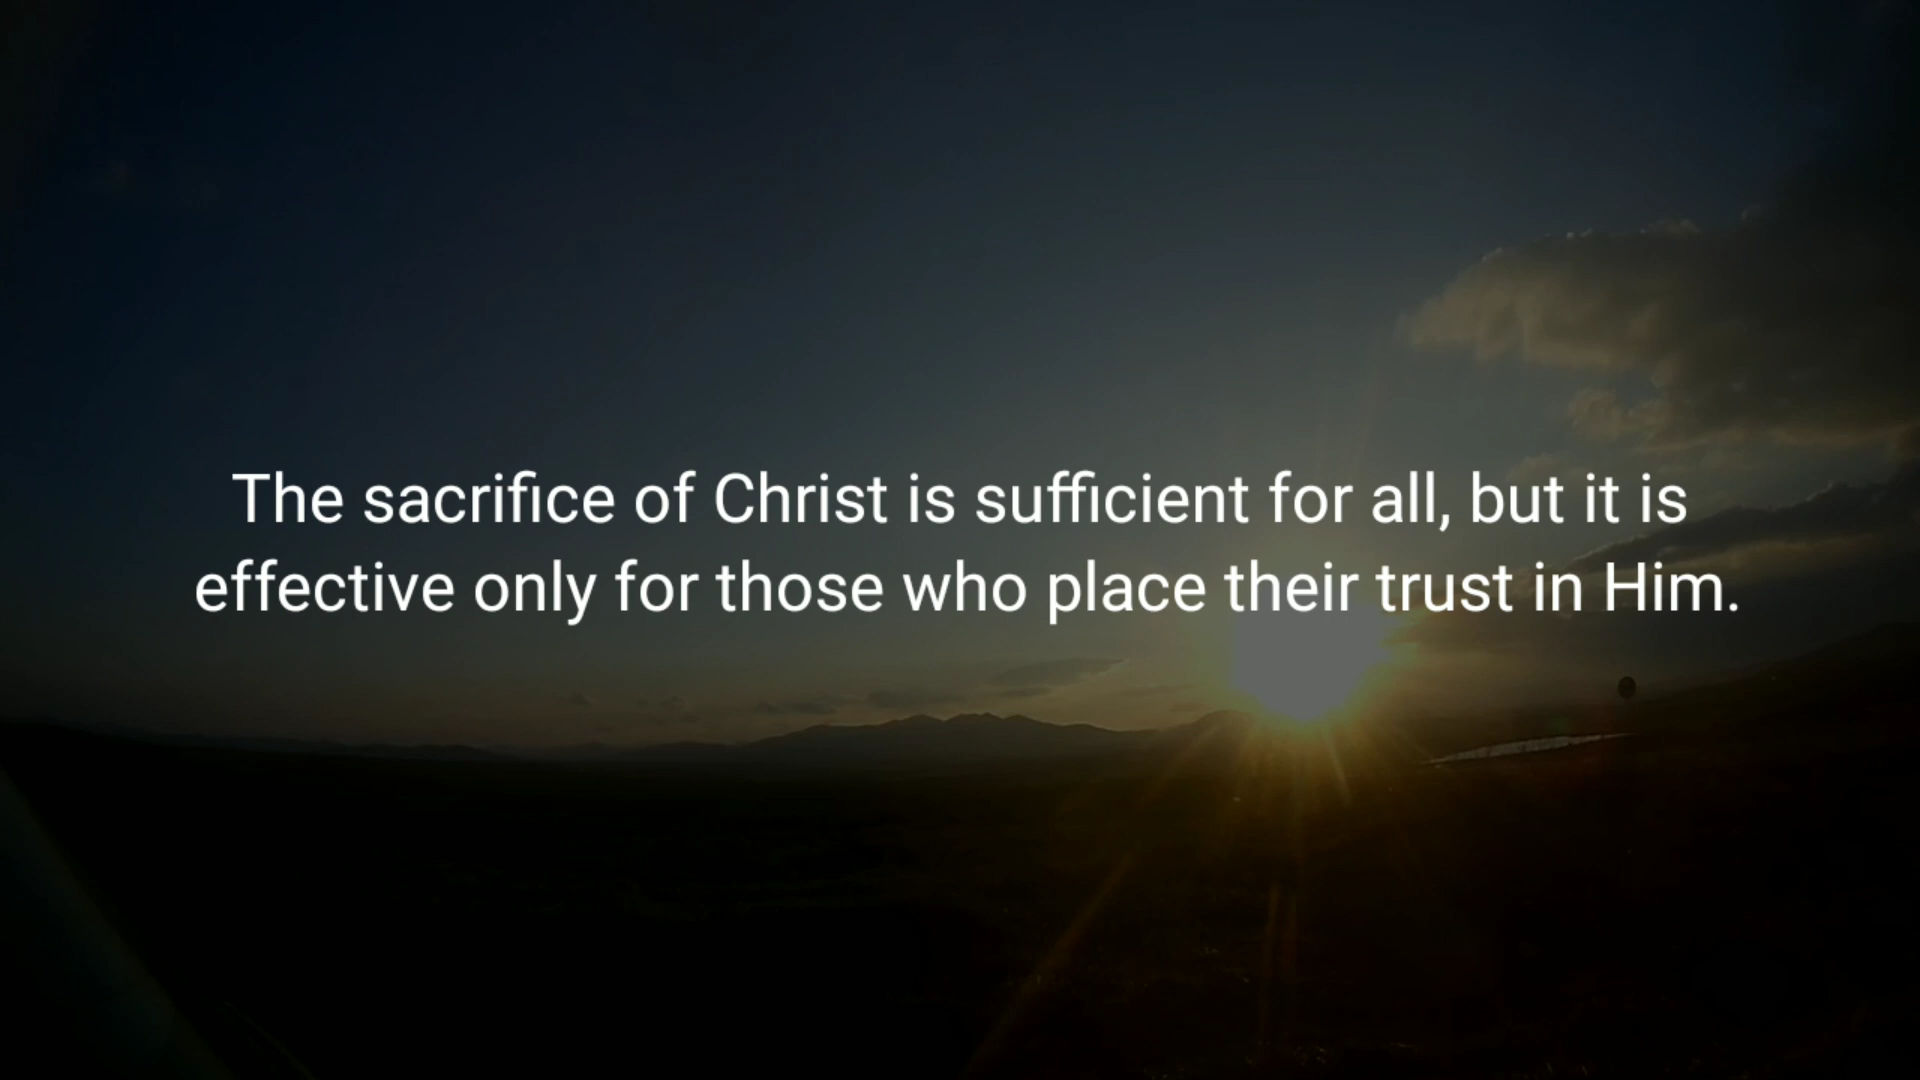 The sacrifice of Christ is sufficient for all, but it is
effective only for those who place their trust in Him.